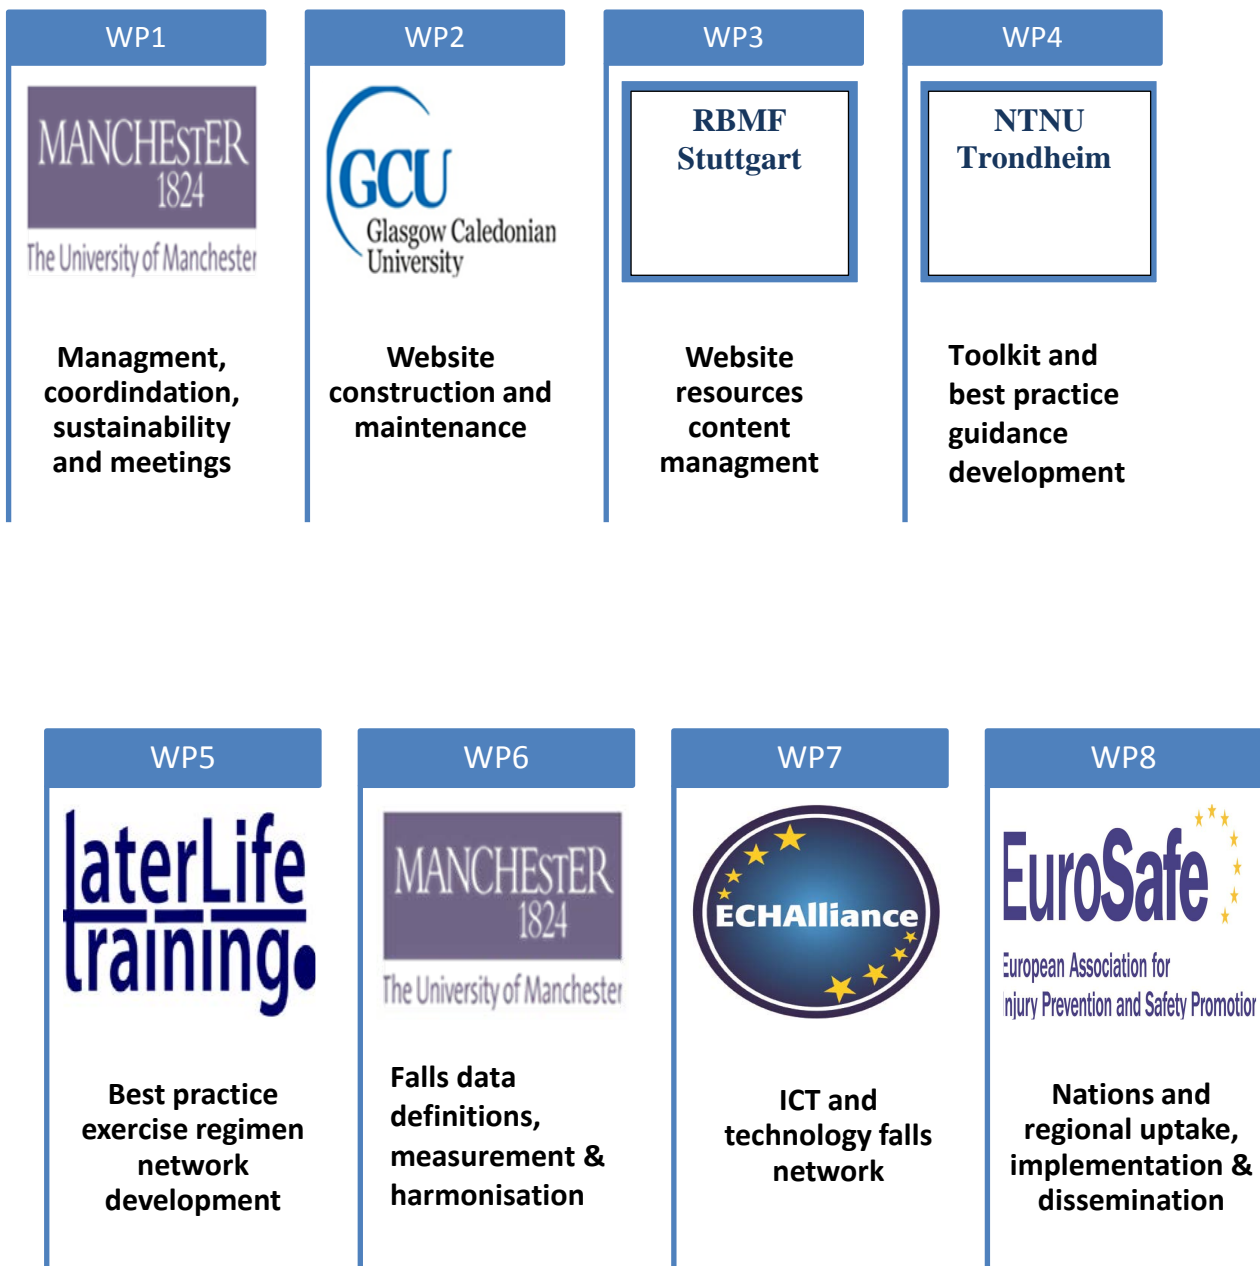 WP1
MANCHEStER
1824
The University of Manchester
Managment,
coordindation,
sustainability
and meetings
WP2
GCU
Glasgow Caledonian
University
Website
construction and
maintenance
WP3
RBMF
Stuttgart
Website
resources
content
managment
WP4
NTNU
Trondheim
Toolkit and
best practice
guidance
development
WP5
laterLife
training
Best practice
exercise regimen
network
development
WP6
MANCHEStER
1824
The University of Manchester
Falls data
definitions,
measurement &
harmonisation
WP7
ECHAlliance
ICT and
technology falls
network
WP8
EuroSafe
European Association for
Injury Prevention and Safety Promotion
Nations and
regional uptake,
implementation &
dissemination